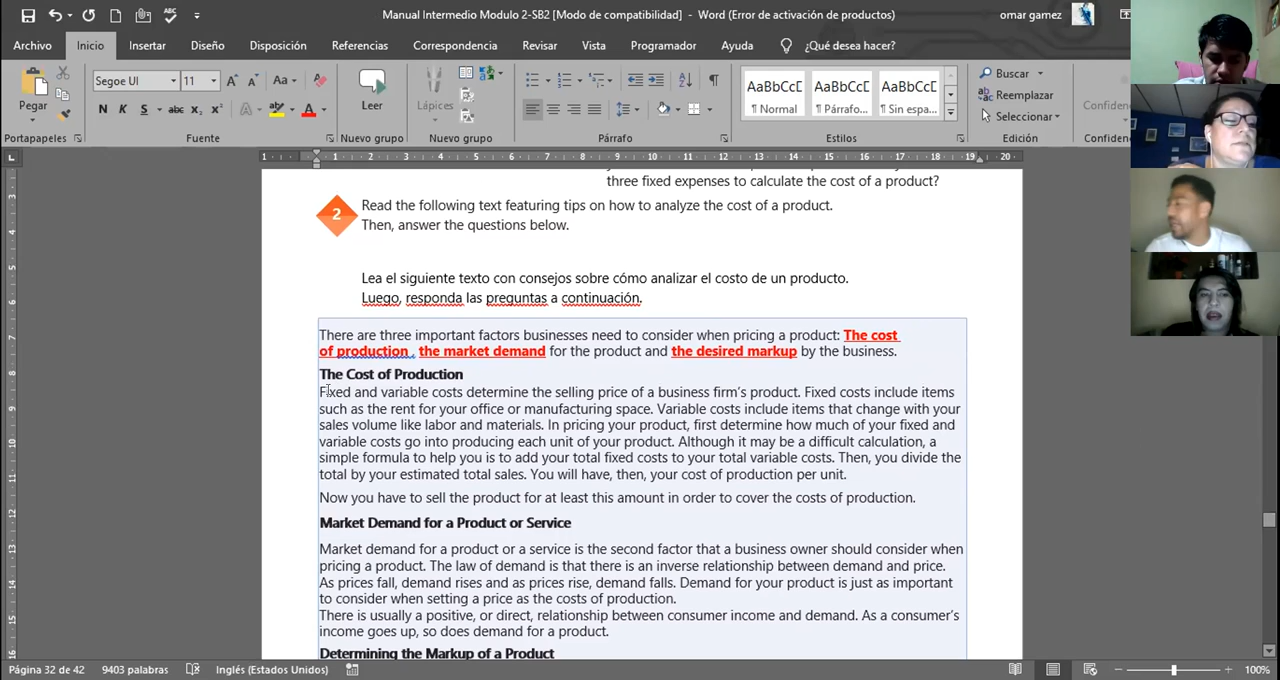 Manual Intermedio Modulo 2-SB2 [Modo de compatibilidad] - Word (Error de activación de productos)
omar gamez
Archivo Inicio Insertar Diseño Disposición Referencias Correspondencia Revisar Vista Programador Ayuda ¿Qué desea hacer?
Pegar
Segoe UI 11
N K S abc x₂ x²
Leer
Lápices
AaBbCcD AaBbCcD AaBbCcD
¶ Normal ¶ Párrafo... ¶ Sin espa...
Buscar
Reemplazar
Seleccionar
Confidenc
Portapapeles Fuente Nuevo grupo Nuevo grupo Párrafo Estilos Edición Confidenc
three fixed expenses to calculate the cost of a product?
2 Read the following text featuring tips on how to analyze the cost of a product.
Then, answer the questions below.
Lea el siguiente texto con consejos sobre cómo analizar el costo de un producto.
Luego, responda las preguntas a continuación.
There are three important factors businesses need to consider when pricing a product: The cost
of production , the market demand for the product and the desired markup by the business.
The Cost of Production
Fixed and variable costs determine the selling price of a business firm's product. Fixed costs include items
such as the rent for your office or manufacturing space. Variable costs include items that change with your
sales volume like labor and materials. In pricing your product, first determine how much of your fixed and
variable costs go into producing each unit of your product. Although it may be a difficult calculation, a
simple formula to help you is to add your total fixed costs to your total variable costs. Then, you divide the
total by your estimated total sales. You will have, then, your cost of production per unit.
Now you have to sell the product for at least this amount in order to cover the costs of production.
Market Demand for a Product or Service
Market demand for a product or a service is the second factor that a business owner should consider when
pricing a product. The law of demand is that there is an inverse relationship between demand and price.
As prices fall, demand rises and as prices rise, demand falls. Demand for your product is just as important
to consider when setting a price as the costs of production.
There is usually a positive, or direct, relationship between consumer income and demand. As a consumer's
income goes up, so does demand for a product.
Determining the Markup of a Product
Página 32 de 42 9403 palabras Inglés (Estados Unidos) 100%